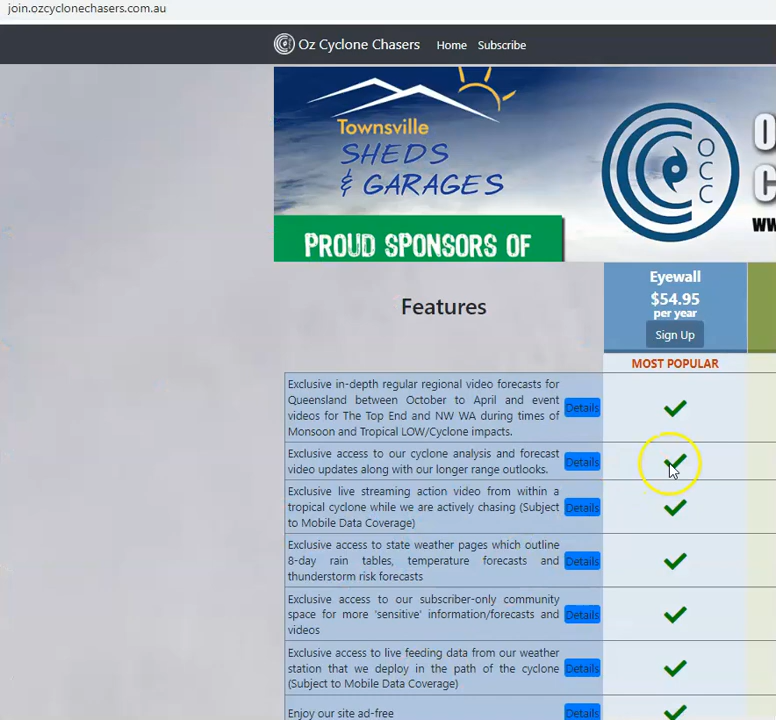 join.ozcyclonechasers.com.au
Oz Cyclone Chasers Home Subscribe
Townsville
SHEDS
& GARAGES
PROUD SPONSORS OF
OCC
O
C
WW
Features
Eyewall
$54.95
per year
Sign Up
MOST POPULAR
Exclusive in-depth regular regional video forecasts for
Queensland between October to April and event
videos for The Top End and NW WA during times of
Monsoon and Tropical LOW/Cyclone impacts.
Details
Exclusive access to our cyclone analysis and forecast
video updates along with our longer range outlooks.
Details
Exclusive live streaming action video from within a
tropical cyclone while we are actively chasing (Subject
to Mobile Data Coverage)
Details
Exclusive access to state weather pages which outline
8-day rain tables, temperature forecasts and
thunderstorm risk forecasts
Details
Exclusive access to our subscriber-only community
space for more 'sensitive' information/forecasts and
videos
Details
Exclusive access to live feeding data from our weather
station that we deploy in the path of the cyclone
(Subject to Mobile Data Coverage)
Details
Enjoy our site ad-free
Details